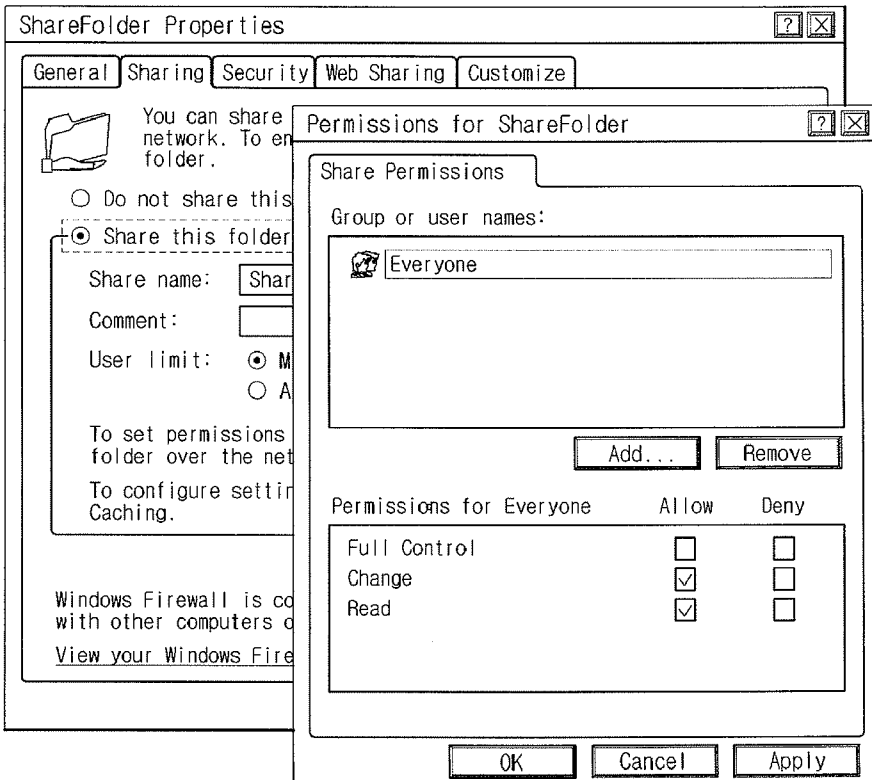 ShareFolder Properties
General Sharing Security Web Sharing Customize
You can share
network. To en
folder.
Do not share this
Share this folder
Share name: Shar
Comment:
User limit: M
A
To set permissions
folder over the net
To configure settin
Caching.
Windows Firewall is co
with other computers o
View your Windows Fire
Permissions for ShareFolder
Share Permissions
Group or user names:
Everyone
Add... Remove
Permissions for Everyone Allow Deny
Full Control
Change
Read
OK Cancel Apply